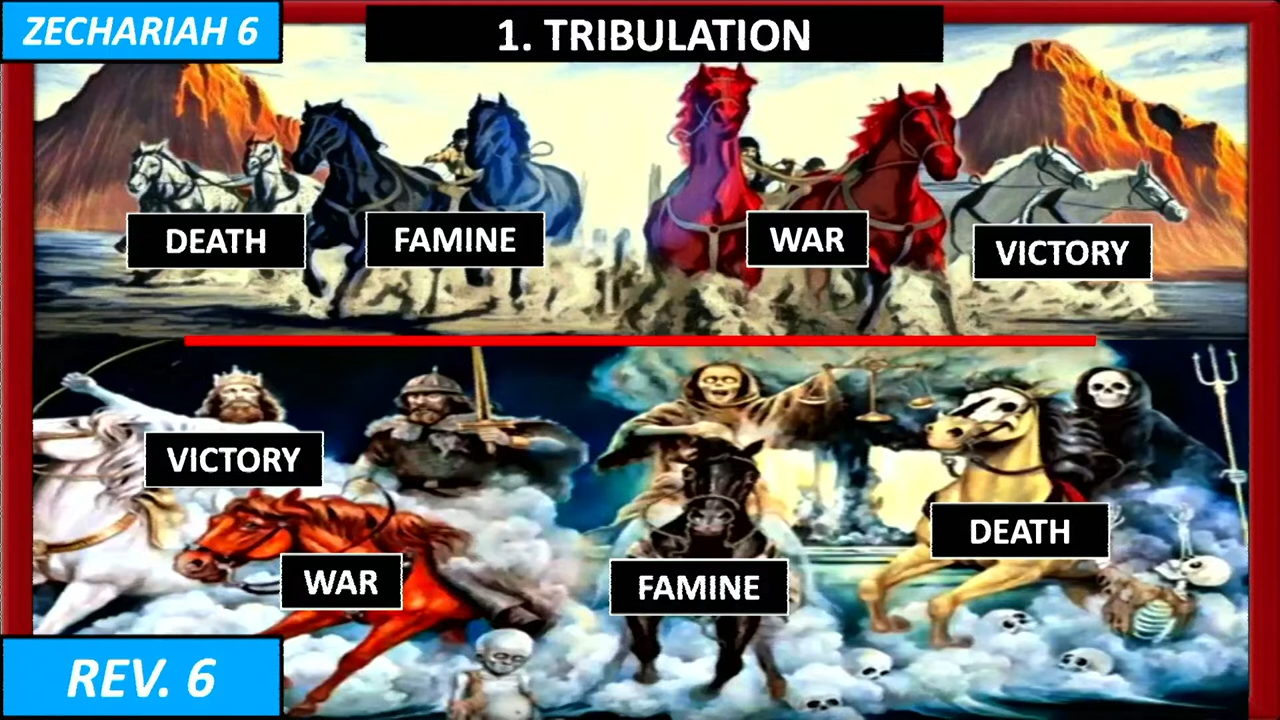 ZECHARIAH 6
1. TRIBULATION
DEATH
FAMINE
WAR
VICTORY
VICTORY
WAR
FAMINE
DEATH
REV. 6